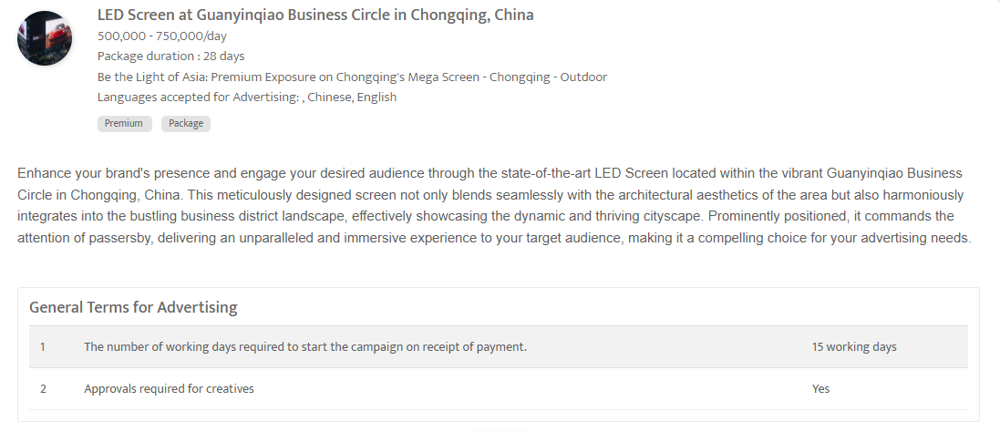 LED Screen at Guanyinqiao Business Circle in Chongqing, China
500,000 - 750,000/day
Package duration : 28 days
Be the Light of Asia: Premium Exposure on Chongqing's Mega Screen - Chongqing - Outdoor
Languages accepted for Advertising: , Chinese, English
Premium Package
Enhance your brand's presence and engage your desired audience through the state-of-the-art LED Screen located within the vibrant Guanyinqiao Business
Circle in Chongqing, China. This meticulously designed screen not only blends seamlessly with the architectural aesthetics of the area but also harmoniously
integrates into the bustling business district landscape, effectively showcasing the dynamic and thriving cityscape. Prominently positioned, it commands the
attention of passersby, delivering an unparalleled and immersive experience to your target audience, making it a compelling choice for your advertising needs.
General Terms for Advertising
1 The number of working days required to start the campaign on receipt of payment. 15 working days
2 Approvals required for creatives Yes